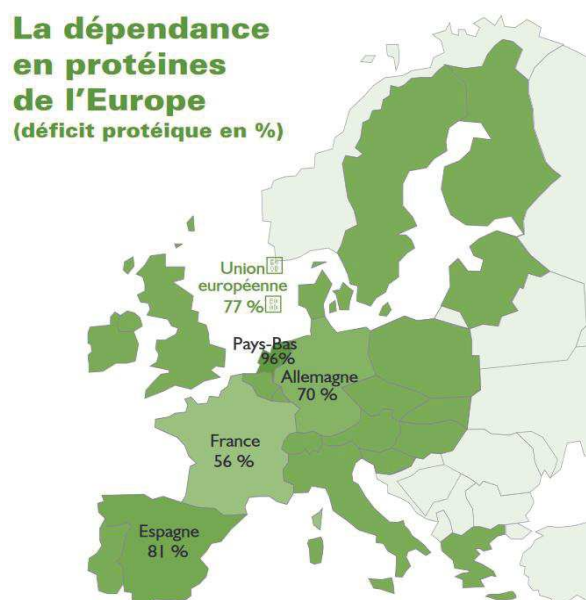 La dépendance
en protéines
de l'Europe
(déficit protéique en %)
Union
européenne
77 %
Pays-Bas
96%
Allemagne
70 %
France
56 %
Espagne
81 %